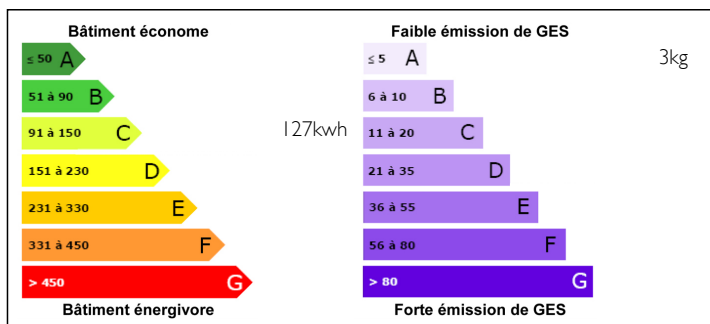 Bâtiment économe
≤ 50 A
51 à 90 B
91 à 150 C
127kwh
151 à 230 D
231 à 330 E
331 à 450 F
> 450 G
Bâtiment énergivore
Faible émission de GES
≤ 5 A
3kg
6 à 10 B
11 à 20 C
21 à 35 D
36 à 55 E
56 à 80 F
> 80 G
Forte émission de GES